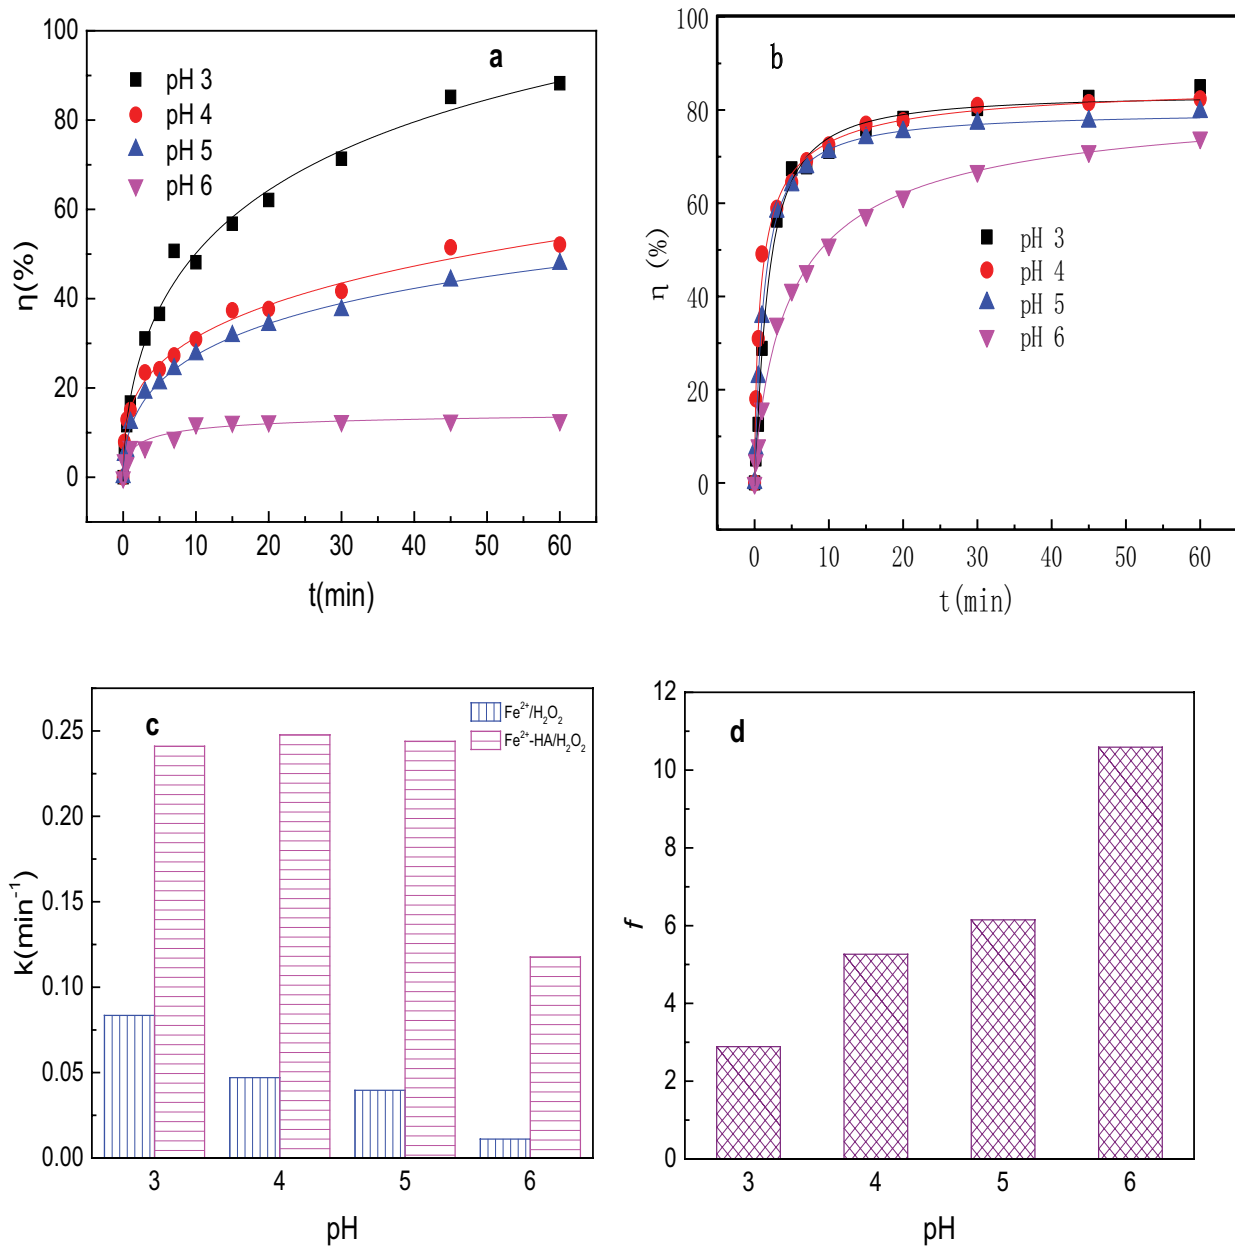 a
100
80
60
40
20
0
η(%)
pH 3
pH 4
pH 5
pH 6
0 10 20 30 40 50 60
t(min)
b
100
80
60
40
20
0
η (%)
pH 3
pH 4
pH 5
pH 6
0 10 20 30 40 50 60
t(min)
c
0.25
0.20
0.15
0.10
0.05
0.00
k(min⁻¹)
Fe²⁺/H₂O₂
Fe²⁺-HA/H₂O₂
3 4 5 6
pH
d
12
10
8
6
4
2
0
f
3 4 5 6
pH